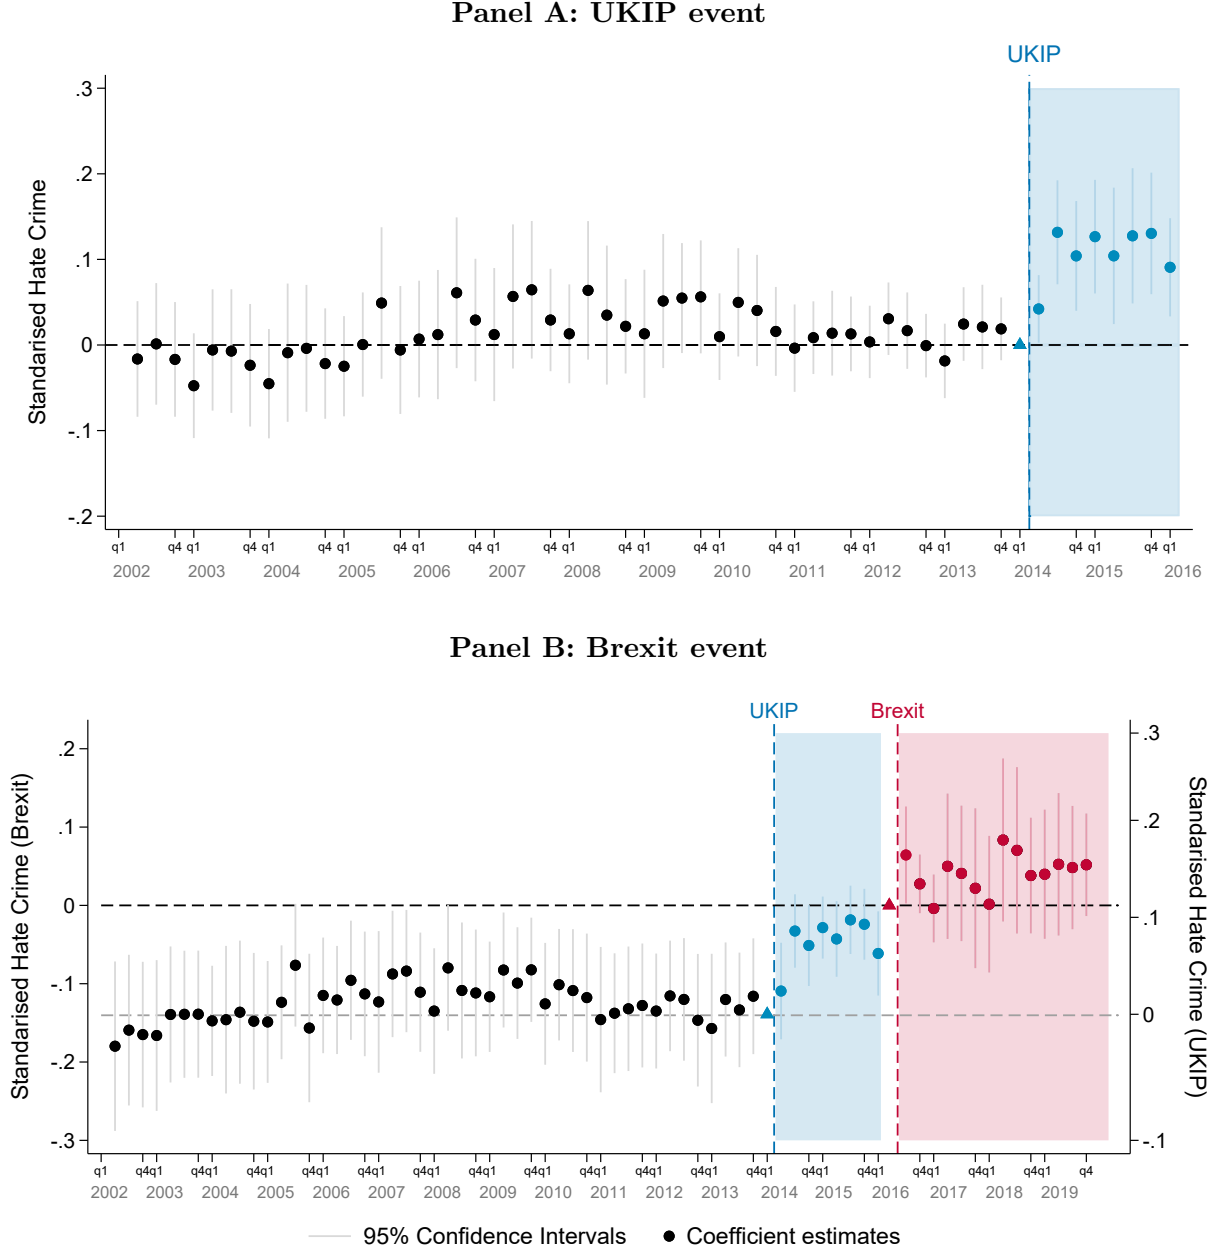 Panel A: UKIP event
UKIP
Standarised Hate Crime
.3
.2
.1
0
-.1
-.2
q1 q4 q1 q4 q1 q4 q1 q4 q1 q4 q1 q4 q1 q4 q1 q4 q1 q4 q1 q4 q1 q4 q1 q4 q1 q4 q1 q4 q1
2002 2003 2004 2005 2006 2007 2008 2009 2010 2011 2012 2013 2014 2015 2016
Panel B: Brexit event
UKIP Brexit
Standarised Hate Crime (Brexit)
.2
.1
0
-.1
-.2
-.3
.3
.2
.1
0
-.1
Standarised Hate Crime (UKIP)
q1 q4q1 q4q1 q4q1 q4q1 q4q1 q4q1 q4q1 q4q1 q4q1 q4q1 q4q1 q4q1 q4q1 q4q1 q4q1 q4q1 q4
2002 2003 2004 2005 2006 2007 2008 2009 2010 2011 2012 2013 2014 2015 2016 2017 2018 2019
95% Confidence Intervals Coefficient estimates